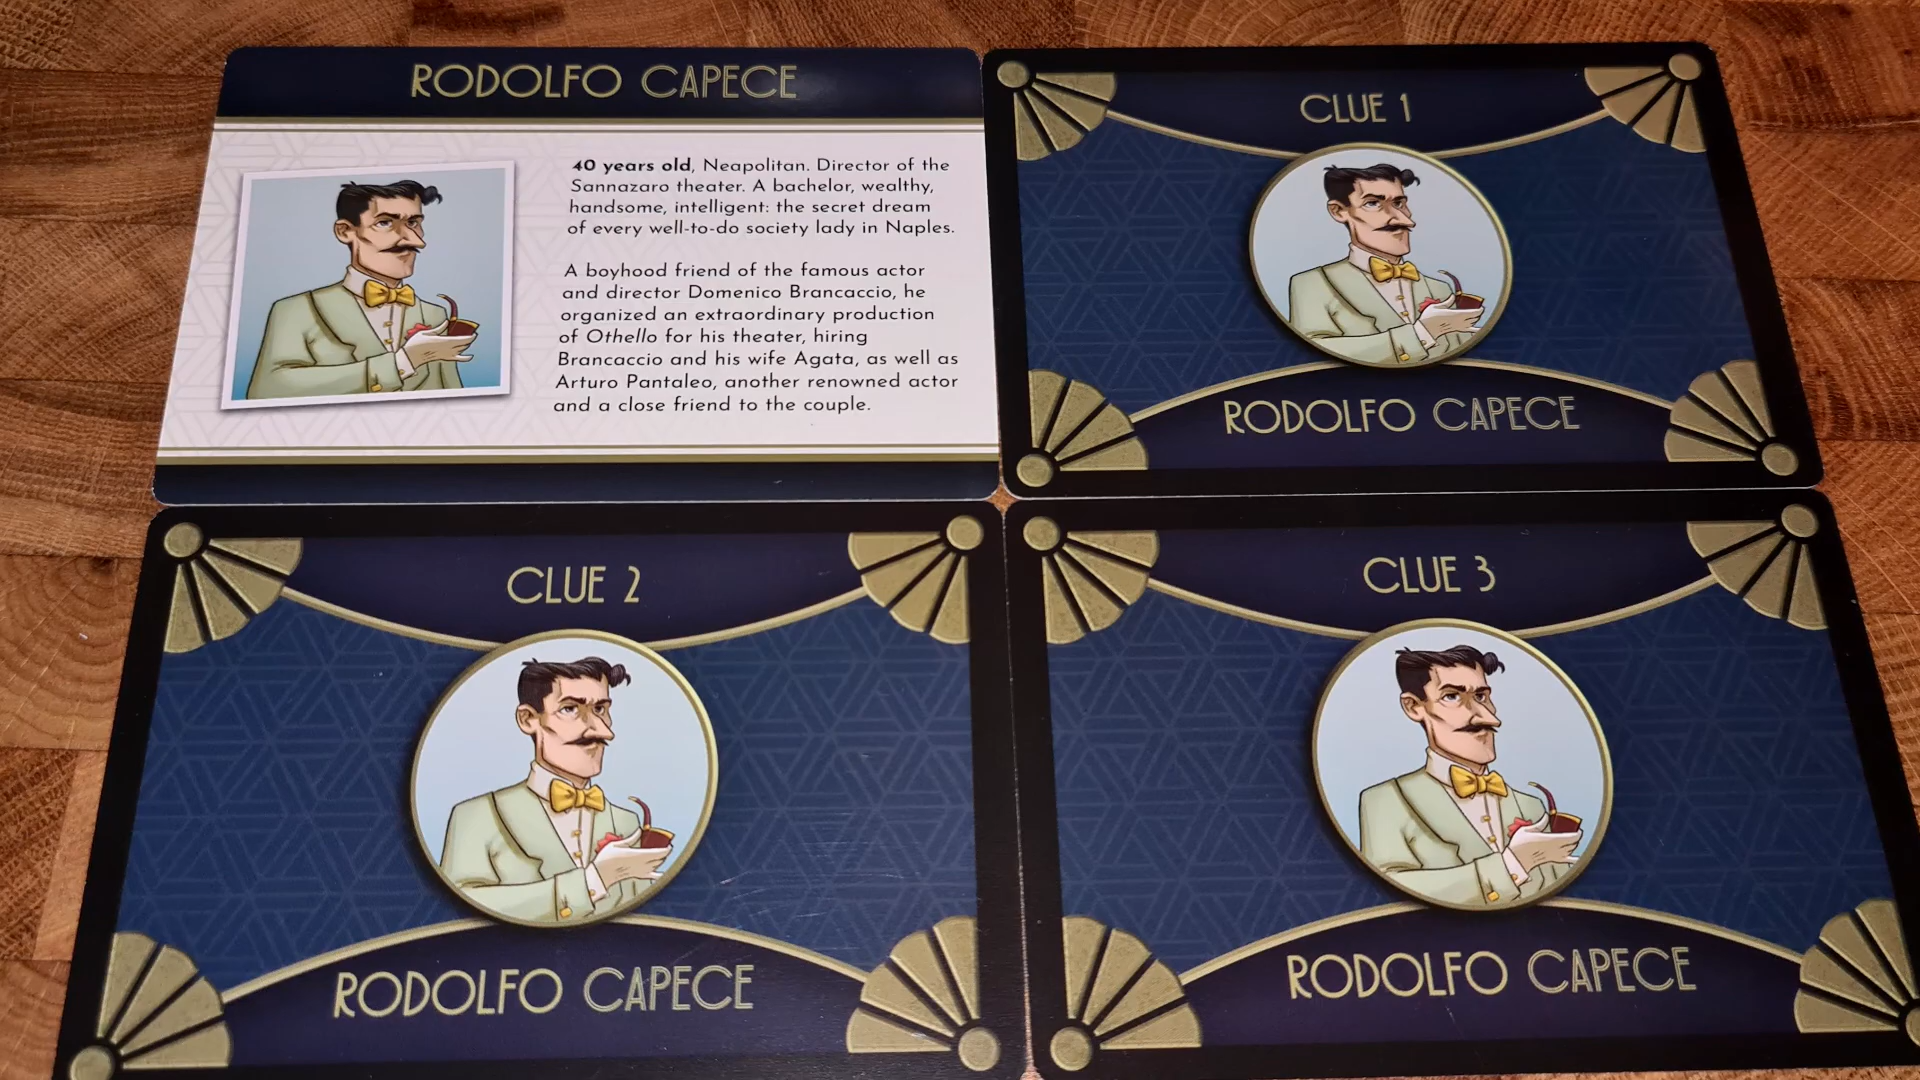 RODOLFO CAPECE
40 years old, Neapolitan. Director of the
Sannazaro theater. A bachelor, wealthy,
handsome, intelligent: the secret dream
of every well-to-do society lady in Naples.
A boyhood friend of the famous actor
and director Domenico Brancaccio, he
organized an extraordinary production
of Othello for his theater, hiring
Brancaccio and his wife Agata, as well as
Arturo Pantaleo, another renowned actor
and a close friend to the couple.
CLUE 1
RODOLFO CAPECE
CLUE 2
RODOLFO CAPECE
CLUE 3
RODOLFO CAPECE